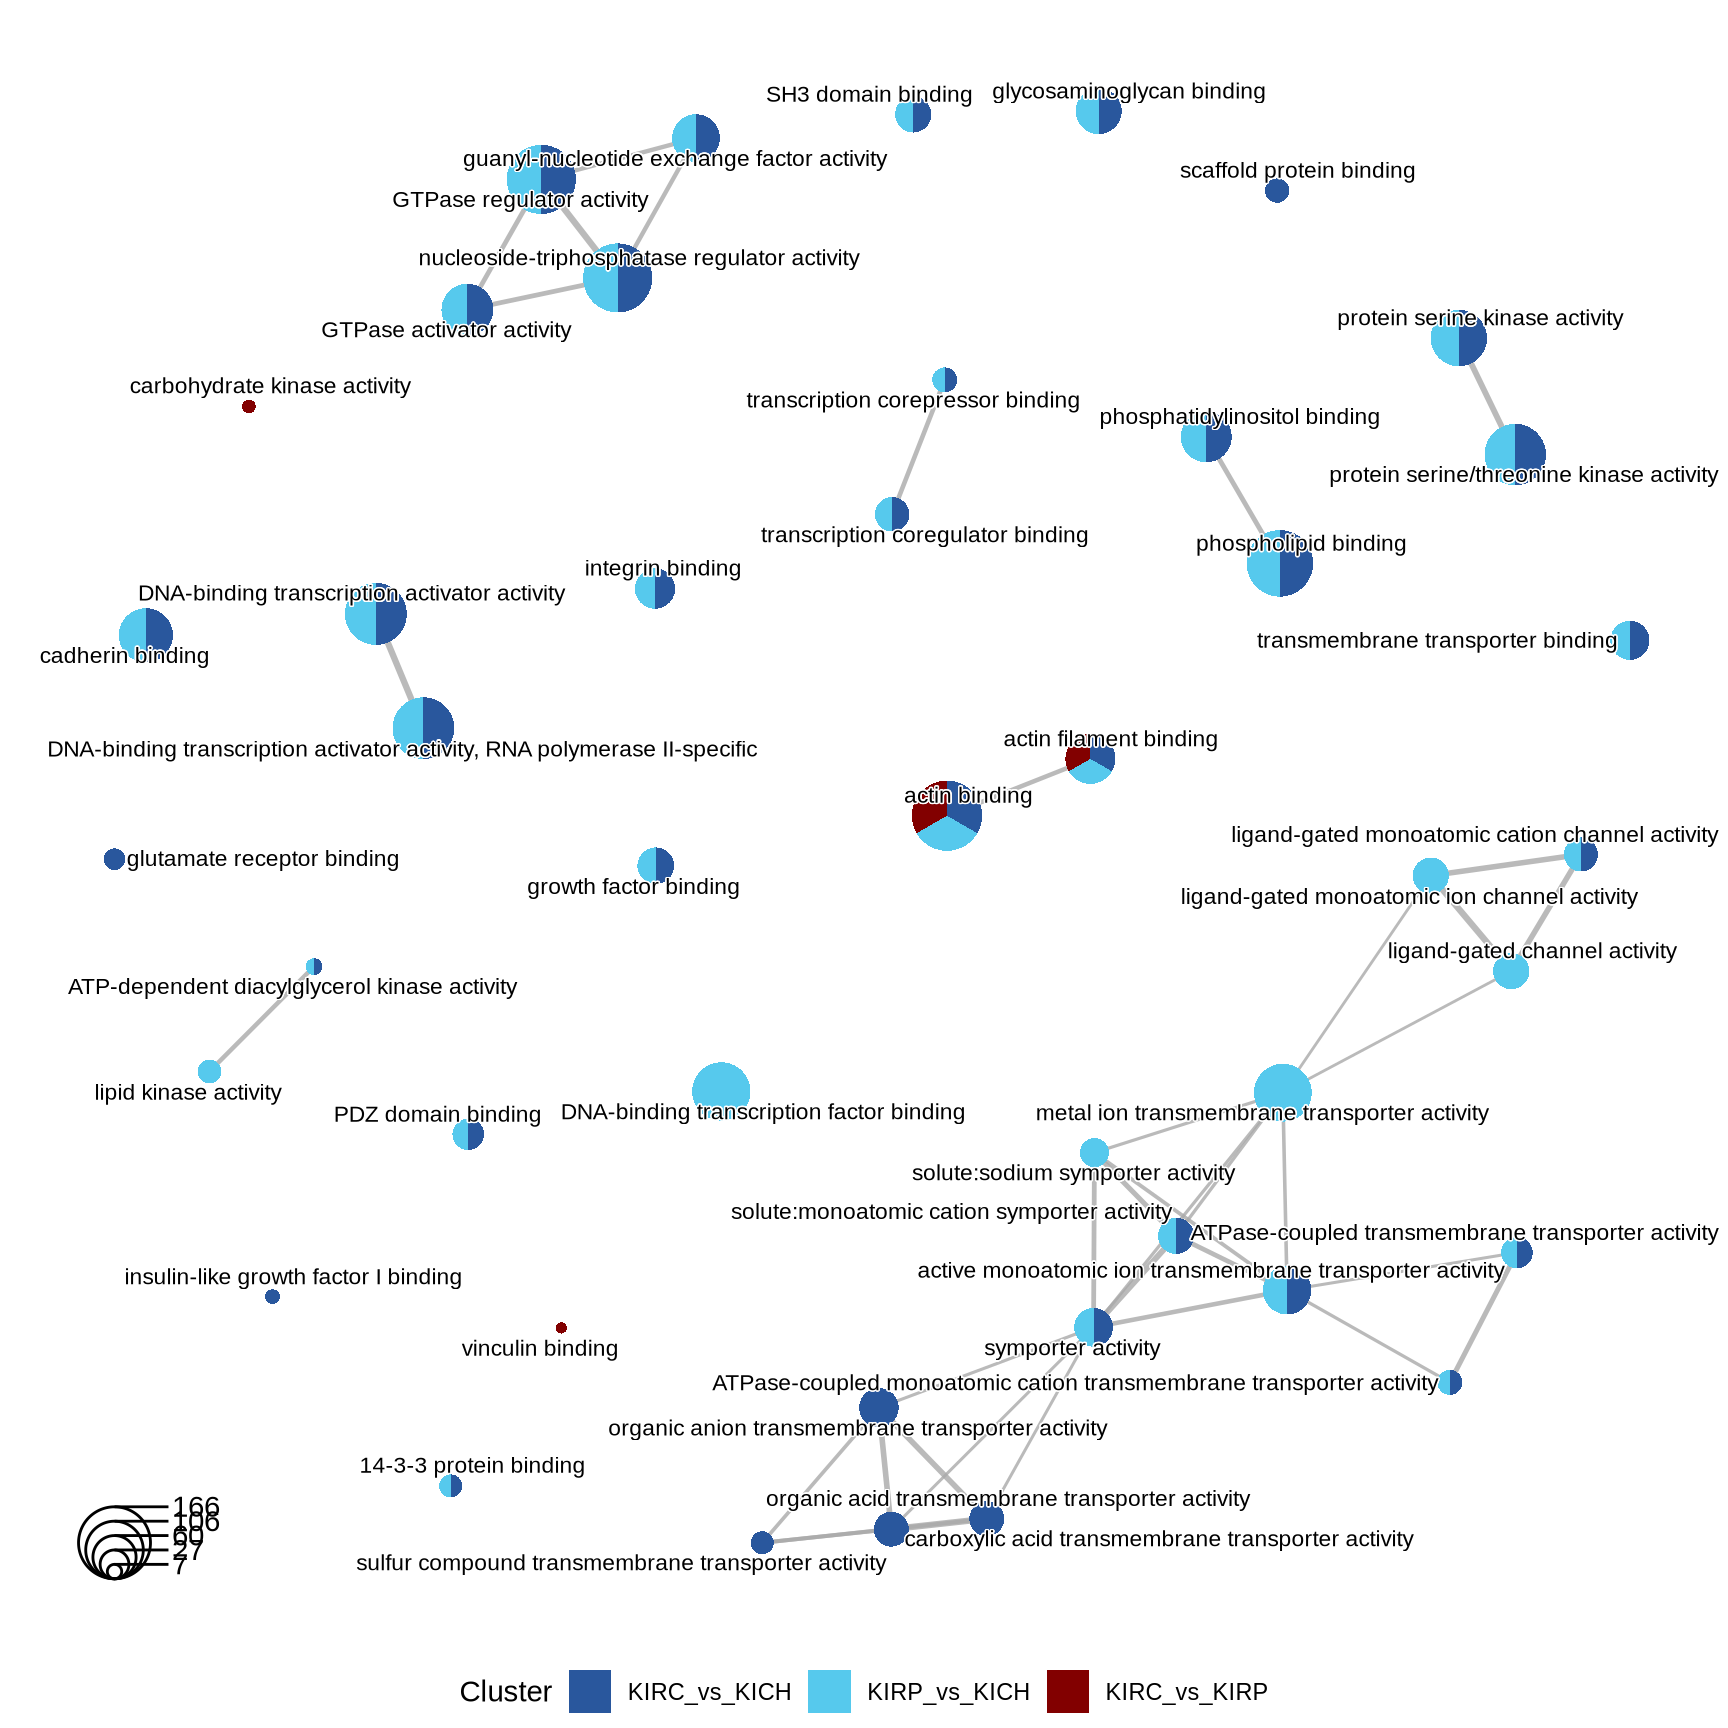 glycosaminoglycan binding
SH3 domain binding
guanyl-nucleotide exchange factor activity
scaffold protein binding
GTPase regulator activity
nucleoside-triphosphatase regulator activity
protein serine kinase activity
GTPase activator activity
carbohydrate kinase activity
transcription corepressor binding
phosphatidylinositol binding
protein serine/threonine kinase activity
transcription coregulator binding
phospholipid binding
integrin binding
DNA-binding transcription activator activity
transmembrane transporter binding
cadherin binding
actin filament binding
DNA-binding transcription activator activity, RNA polymerase II-specific
actin binding
ligand-gated monoatomic cation channel activity
glutamate receptor binding
growth factor binding
ligand-gated monoatomic ion channel activity
ligand-gated channel activity
ATP-dependent diacylglycerol kinase activity
lipid kinase activity
PDZ domain binding
DNA-binding transcription factor binding
metal ion transmembrane transporter activity
solute:sodium symporter activity
solute:monoatomic cation symporter activity
ATPase-coupled transmembrane transporter activity
active monoatomic ion transmembrane transporter activity
insulin-like growth factor I binding
vinculin binding
symporter activity
ATPase-coupled monoatomic cation transmembrane transporter activity
organic anion transmembrane transporter activity
14-3-3 protein binding
organic acid transmembrane transporter activity
carboxylic acid transmembrane transporter activity
sulfur compound transmembrane transporter activity
166
106
60
27
7
Cluster KIRC_vs_KICH KIRP_vs_KICH KIRC_vs_KIRP